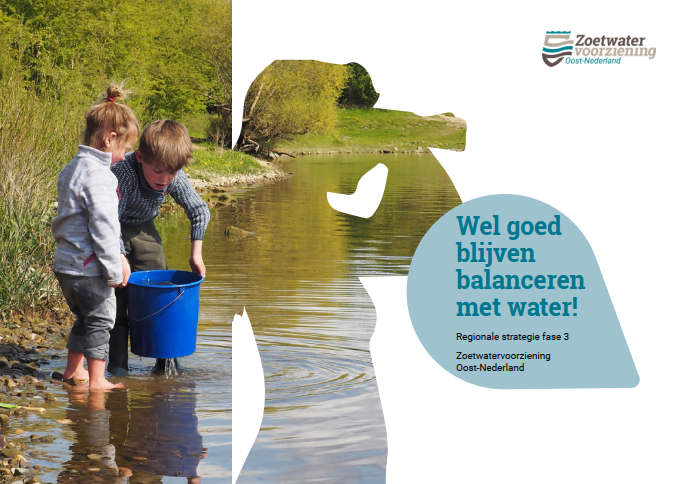 Zoetwater
voorziening
Oost-Nederland
Wel goed
blijven
balanceren
met water!
Regionale strategie fase 3
Zoetwatervoorziening
Oost-Nederland